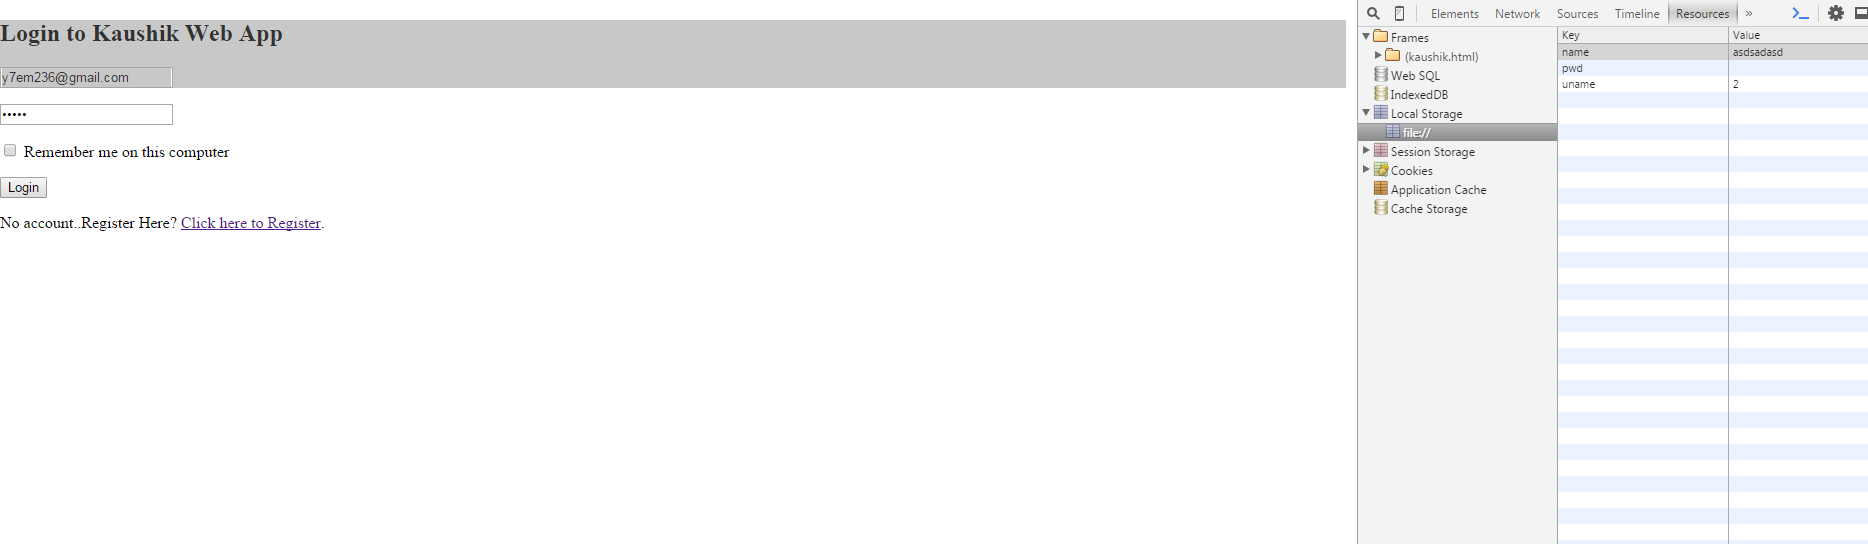 Login to Kaushik Web App
y7em236@gmail.com
•••••
Remember me on this computer
Login
No account..Register Here? Click here to Register.
Elements Network Sources Timeline Resources »
Frames
(kaushik.html)
Web SQL
IndexedDB
Local Storage
file://
Session Storage
Cookies
Application Cache
Cache Storage
Key Value
name asdsadasd
pwd
uname 2